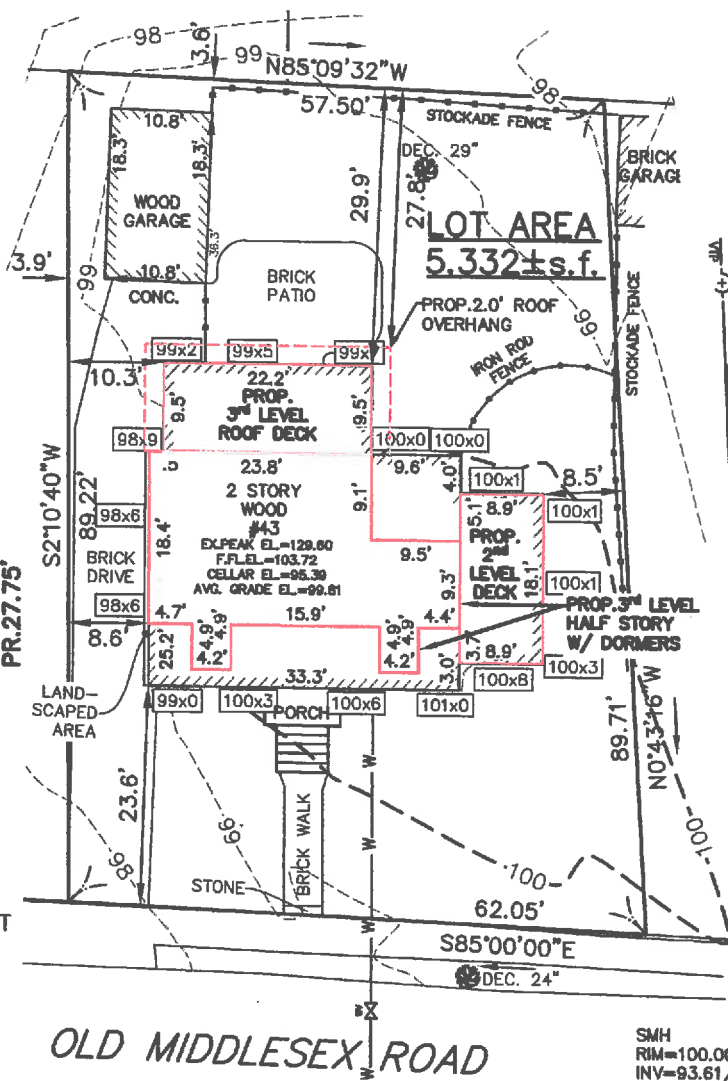 98
99
3.6'
N85°09'32"W
57.50'
STOCKADE FENCE
98
10.8'
18.3'
18.3'
WOOD
GARAGE
36.3'
10.8'
CONC.
3.9'
99
BRICK
PATIO
29.9'
27.8'
DEC. 29"
BRICK
LOT AREA
5,332±s.f.
PROP.2.0' ROOF
OVERHANG
99
IRON ROD
FENCE
STOCKADE FENCE
99x2
99x5
10.3'
22.2'
9.5'
9.5'
PROP.
3rd LEVEL
ROOF DECK
98x9
100x0
100x0
23.8'
9.6'
4.0'
2 STORY
WOOD
#43
EX.PEAK EL.=129.60
F.FL.EL.=103.72
CELLAR EL.=95.39
AVG. GRADE EL.=99.61
9.1'
18.4'
9.5'
9.3'
100x1
8.5'
5.1'
8.9'
100x1
PROP.
2nd
LEVEL
DECK
18.1'
100x1
S2°10'40"W
89.22'
98x6
BRICK
DRIVE
98x6
8.6'
PR.27.75'
4.7'
4.9'
4.9'
4.2'
15.9'
4.9'
4.9'
4.2'
4.4'
25.2'
33.3'
3.0'
3.7'
8.9'
PROP.3rd LEVEL
HALF STORY
W/ DORMERS
100x3
100x8
LAND-
SCAPED
AREA
99x0
100x3
PORCH
100x6
101x0
89.71'
N0°43'16"W
23.6'
99
98
BRICK WALK
STONE
W
W
W
W
W
W
100
100
62.05'
T
S85°00'00"E
DEC. 24"
OLD MIDDLESEX ROAD
SMH
INV=93.61